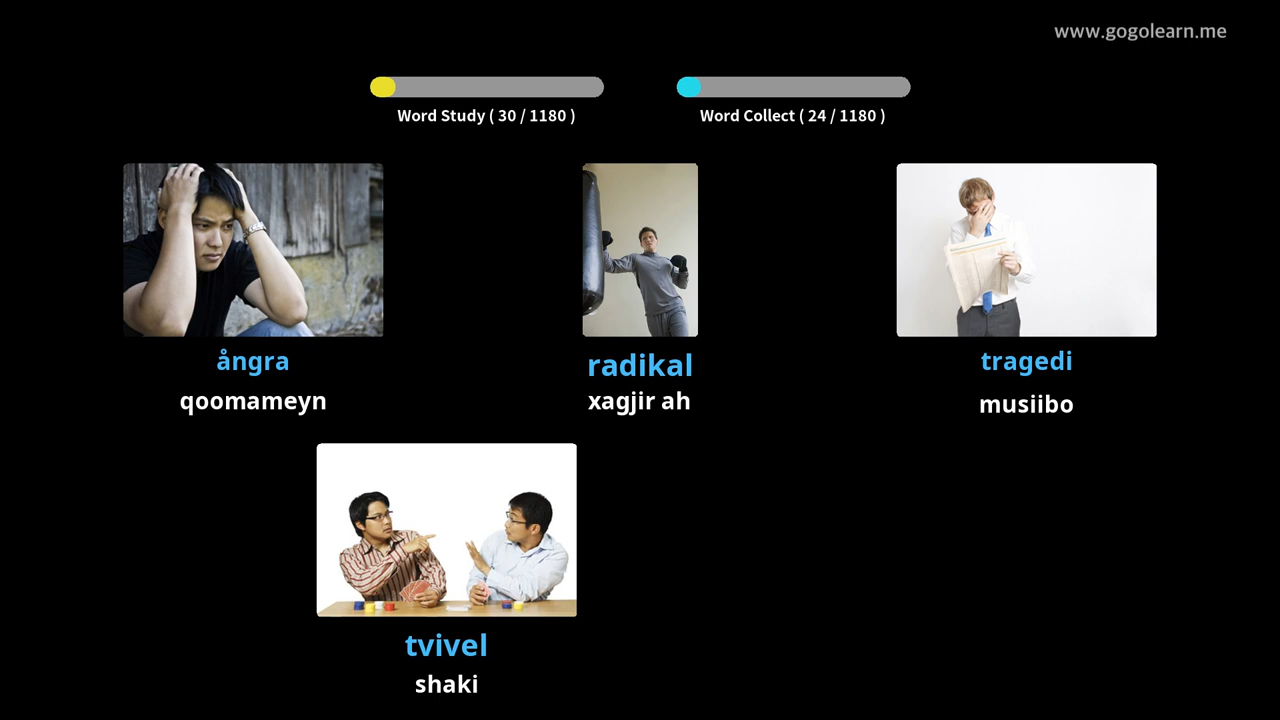 www.gogolearn.me
Word Study ( 30 / 1180 )
Word Collect ( 24 / 1180 )
ångra
qoomameyn
radikal
xagjir ah
tragedi
musiibo
tvivel
shaki